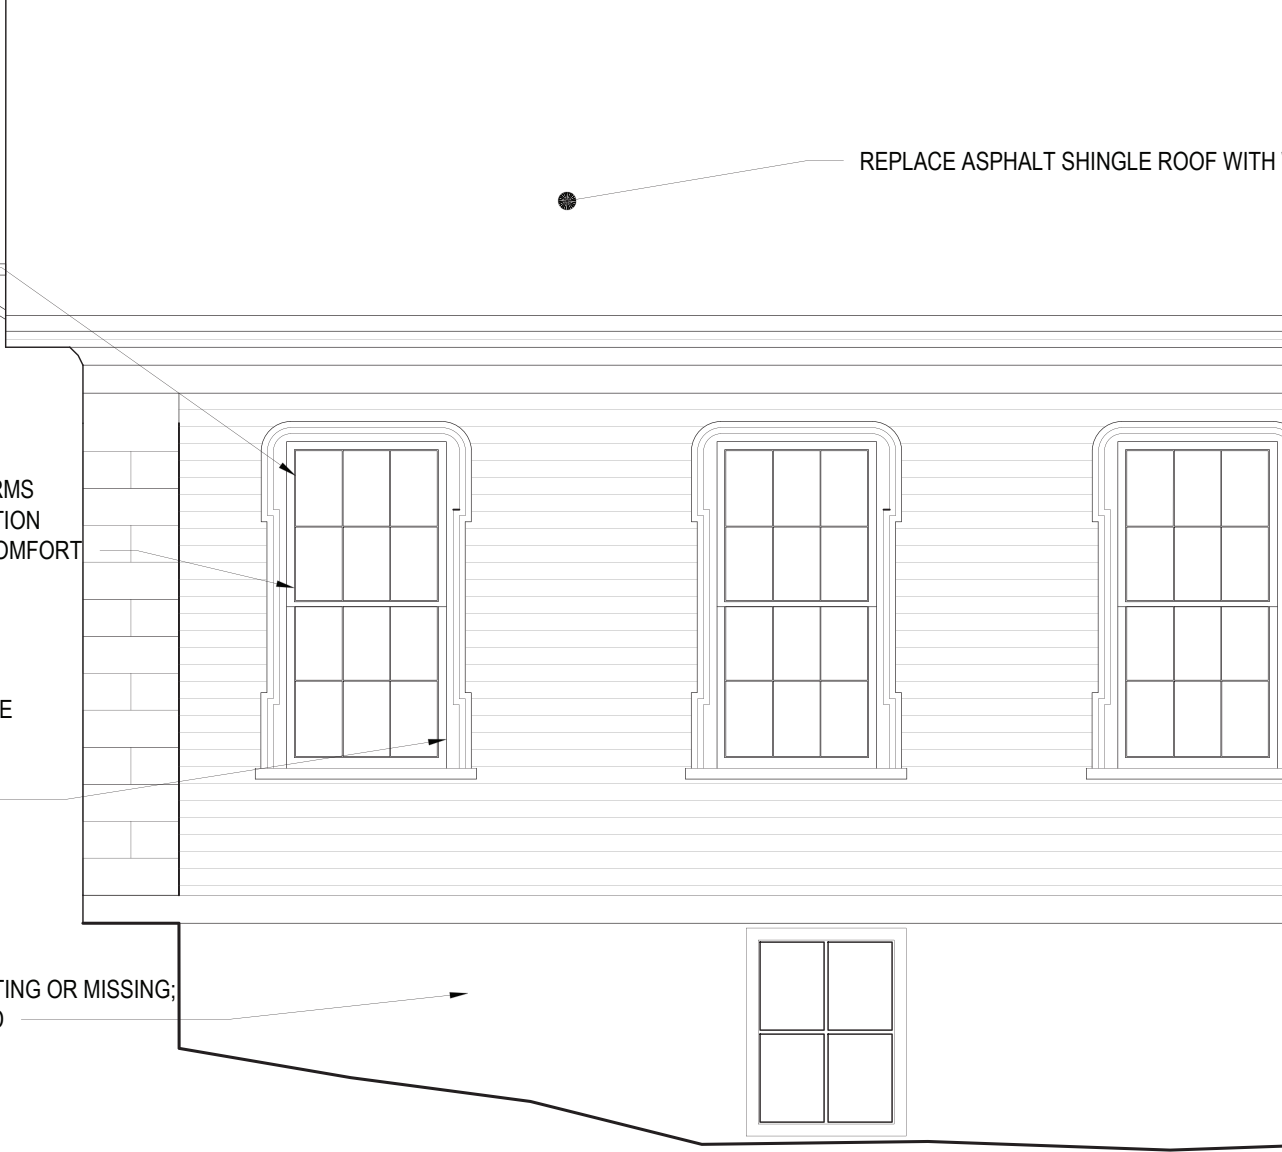 REPLACE ASPHALT SHINGLE ROOF WITH
RMS
TION
OMFORT
E
TING OR MISSING;